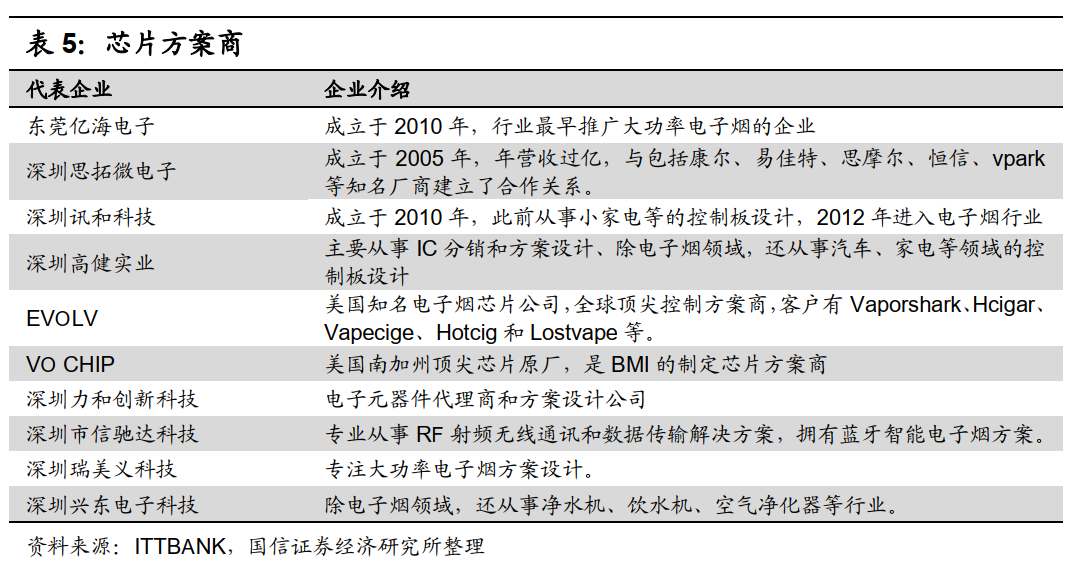 表 5：芯片方案商
代表企业 企业介绍
东莞亿海电子 成立于 2010 年，行业最早推广大功率电子烟的企业
深圳思拓微电子 成立于 2005 年，年营收过亿，与包括康尔、易佳特、思摩尔、恒信、vpark
等知名厂商建立了合作关系。
深圳讯和科技 成立于 2010 年，此前从事小家电等的控制板设计，2012 年进入电子烟行业
深圳高健实业 主要从事 IC 分销和方案设计、除电子烟领域，还从事汽车、家电等领域的控
制板设计
EVOLV 美国知名电子烟芯片公司，全球顶尖控制方案商，客户有 Vaporshark、Hcigar、
Vapecige、Hotcig 和 Lostvape 等。
VO CHIP 美国南加州顶尖芯片原厂，是 BMI 的制定芯片方案商
深圳力和创新科技 电子元器件代理商和方案设计公司
深圳市信驰达科技 专业从事 RF 射频无线通讯和数据传输解决方案，拥有蓝牙智能电子烟方案。
深圳瑞美义科技 专注大功率电子烟方案设计。
深圳兴东电子科技 除电子烟领域，还从事净水机、饮水机、空气净化器等行业。
资料来源：ITTBANK，国信证券经济研究所整理